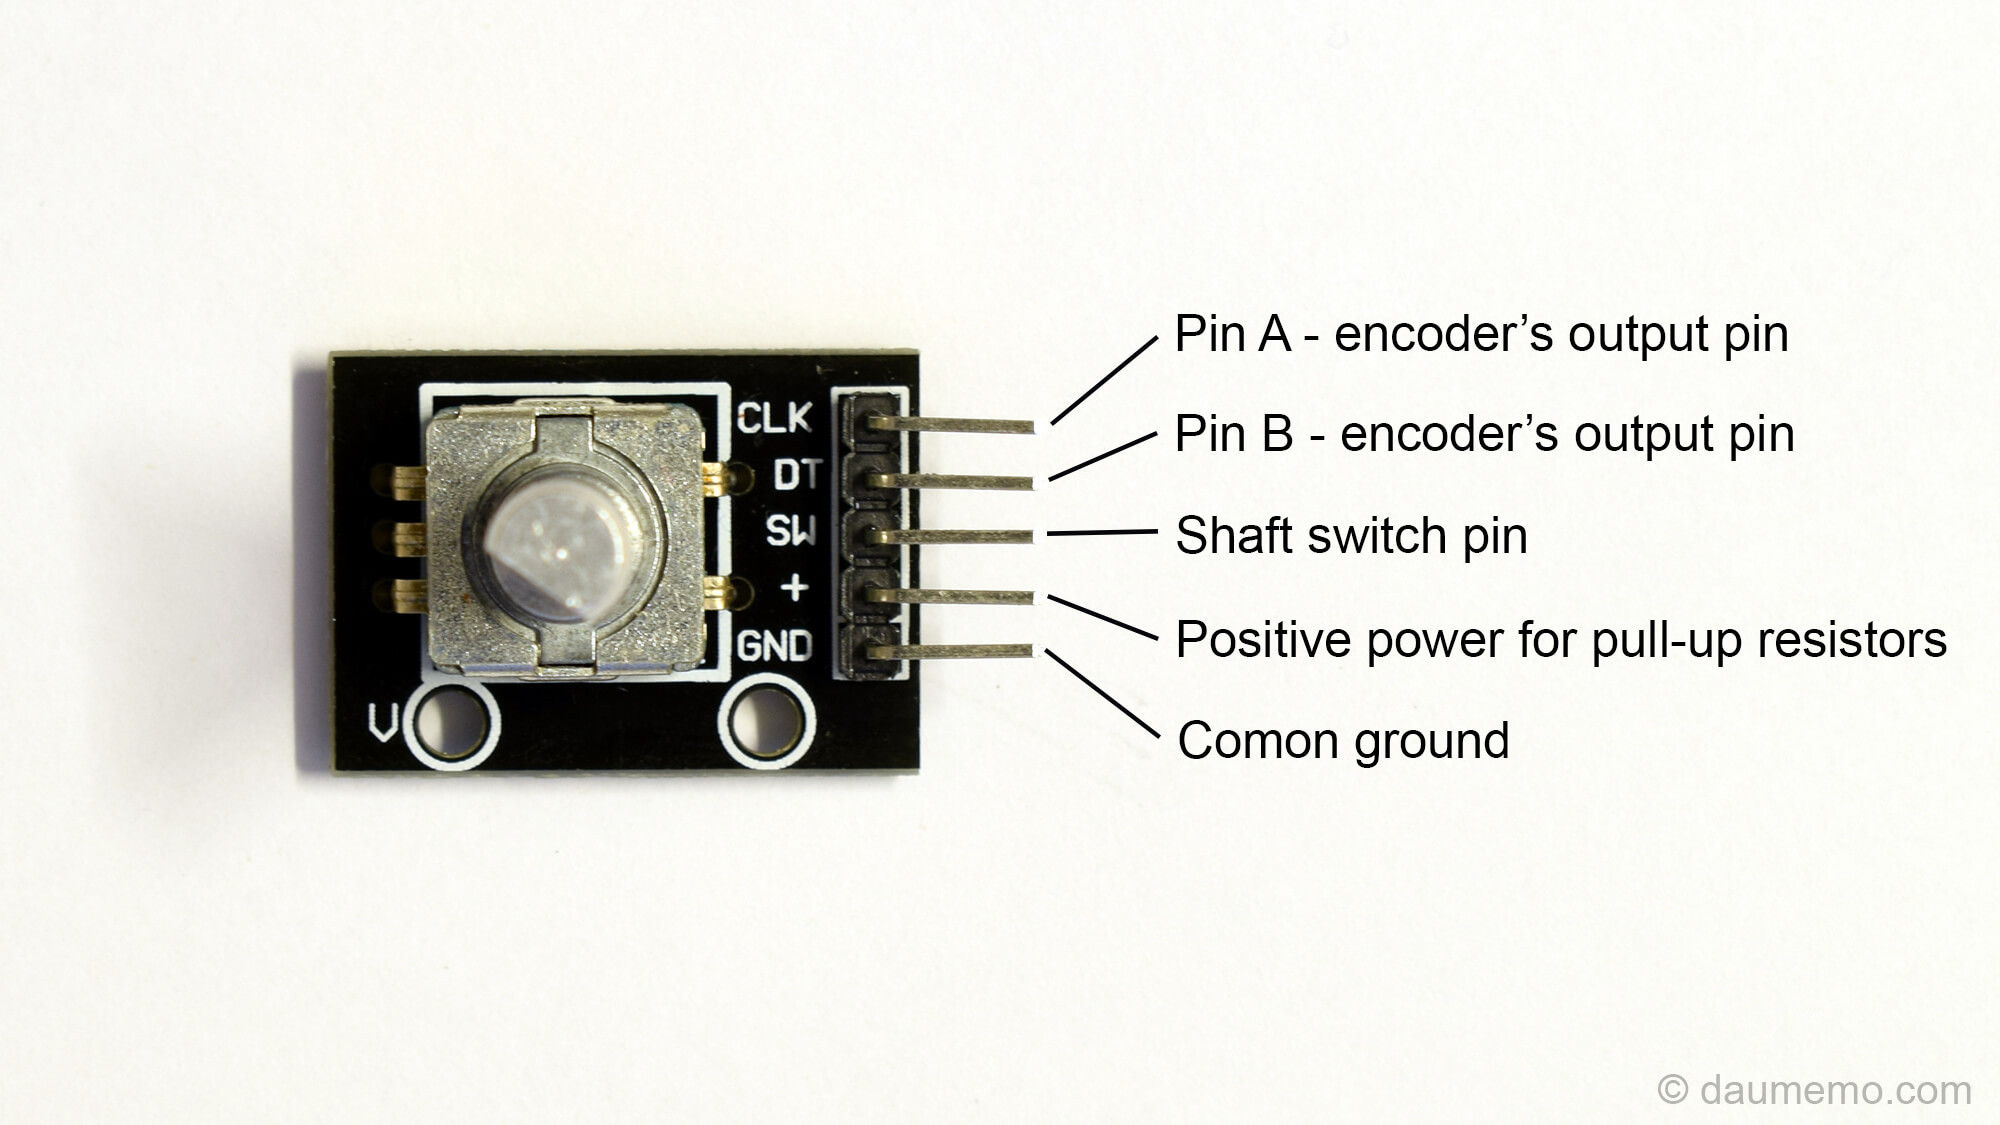 Pin A - encoder’s output pin
CLK
Pin B - encoder’s output pin
DT
Shaft switch pin
SW
Positive power for pull-up resistors
+
Comon ground
GND
V
© daumemo.com